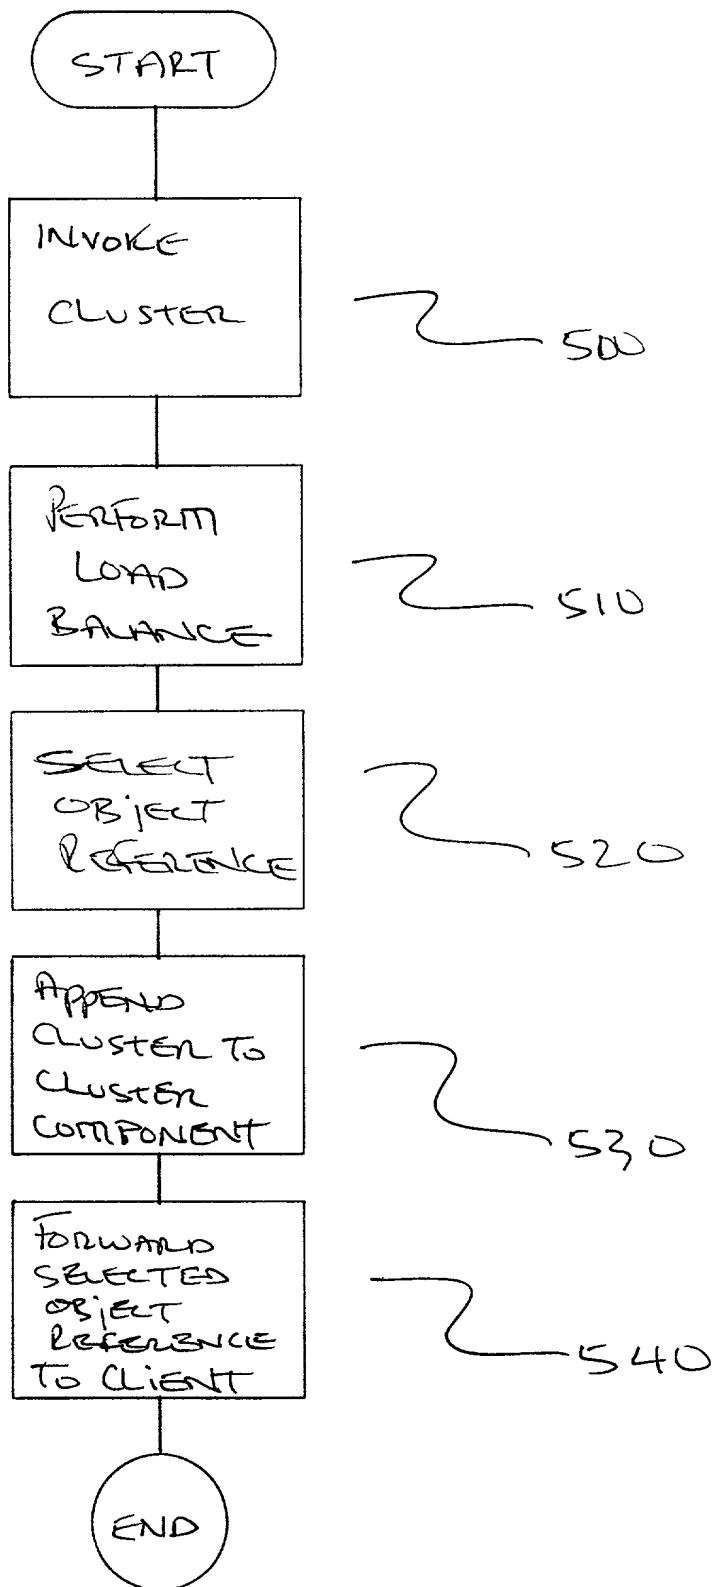 START
INVOKE
CLUSTER
500
PERFORM
LOAD
BALANCE
510
SELECT
OBJECT
REFERENCE
520
APPEND
CLUSTER TO
CLUSTER
COMPONENT
530
FORWARD
SELECTED
OBJECT
REFERENCE
TO CLIENT
540
END